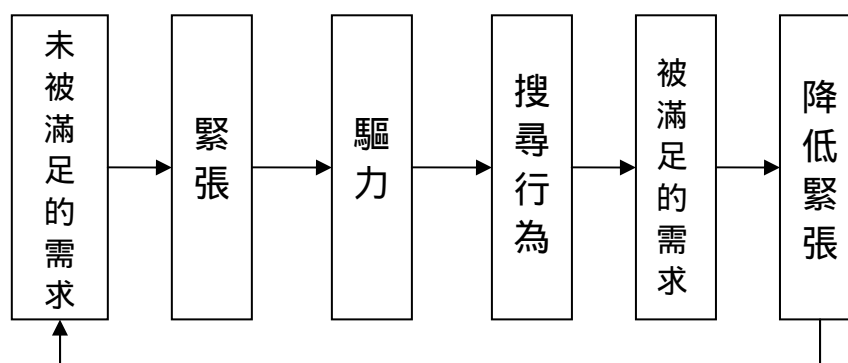 未被滿足的需求
緊張
驅力
搜尋行為
被滿足的需求
降低緊張